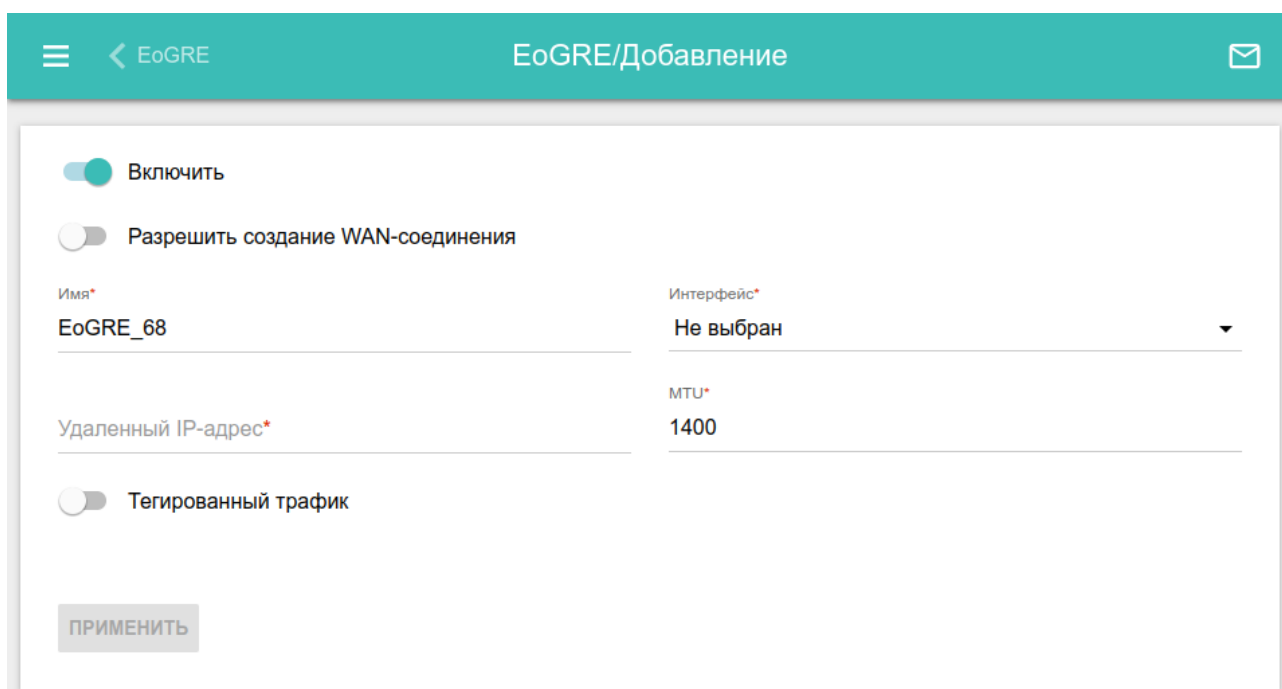 EoGRE
EoGRE/Добавление
Включить
Разрешить создание WAN-соединения
Имя*
EoGRE_68
Интерфейс*
Не выбран
Удаленный IP-адрес*
MTU*
1400
Тегированный трафик
ПРИМЕНИТЬ